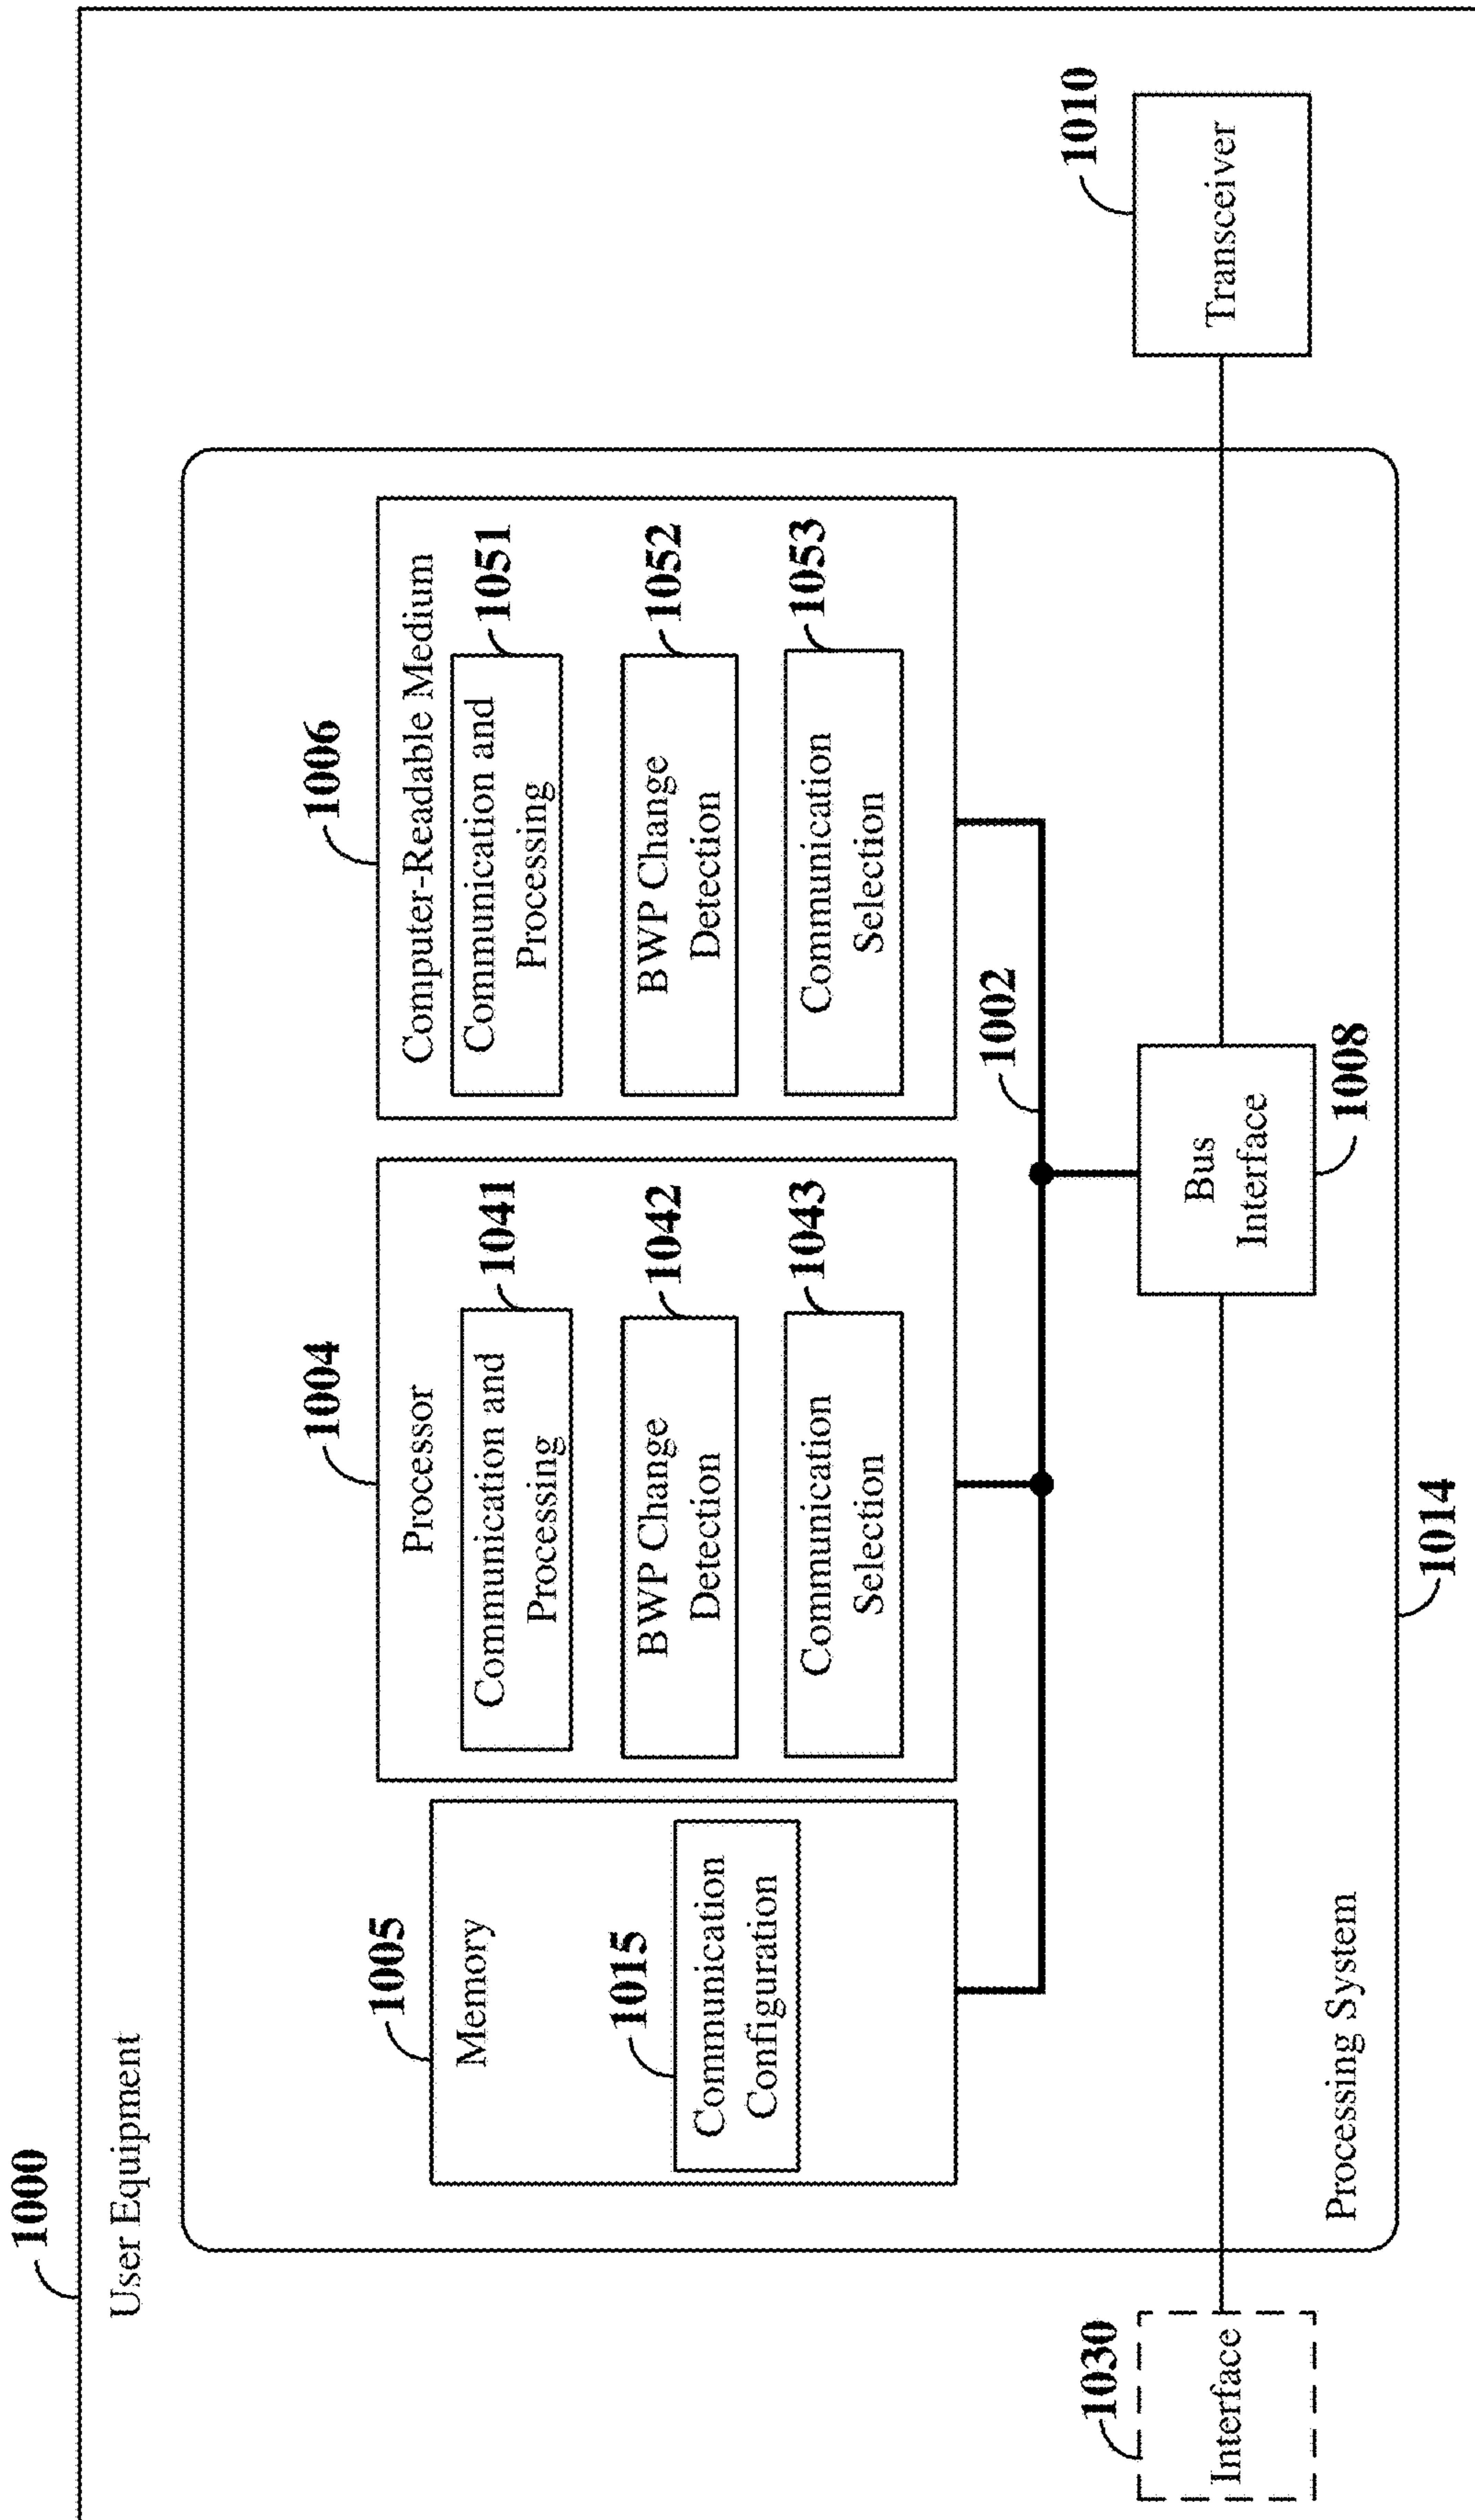 1000
User Equipment
1005
Memory
1015
Communication
Configuration
1004
Processor
Communication and
Processing
1041
BWP Change
Detection
1042
Communication
Selection
1043
1006
Computer-Readable Medium
Communication and
Processing
1051
BWP Change
Detection
1052
Communication
Selection
1053
1002
1030
Interface
Bus
Interface
1008
1010
Transceiver
Processing System
1014